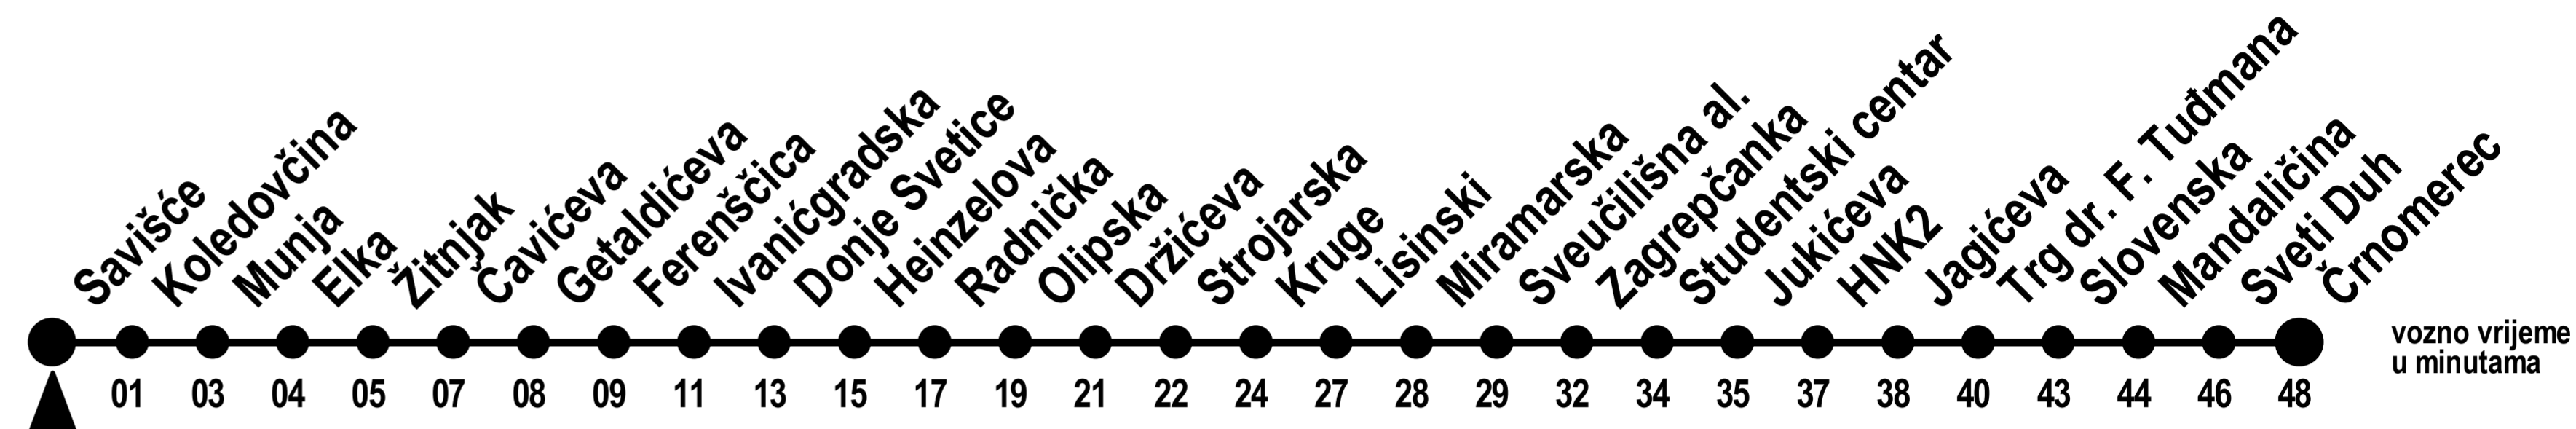 Savišće
Koledovčina
Munja
Elka
Žitnjak
Čavićeva
Getaldićeva
Ferenščica
Ivanićgradska
Donje Svetice
Heinzelova
Radnička
Olipska
Držićeva
Strojarska
Kruge
Lisinski
Miramarska
Sveučilišna al.
Zagrepčanka
Studentski centar
Jukićeva
HNK2
Jagićeva
Trg dr. F. Tuđmana
Slovenska
Mandaličina
Sveti Duh
Črnomerec
vozno vrijeme
u minutama
01 03 04 05 07 08 09 11 13 15 17 19 21 22 24 27 28 29 32 34 35 37 38 40 43 44 46 48